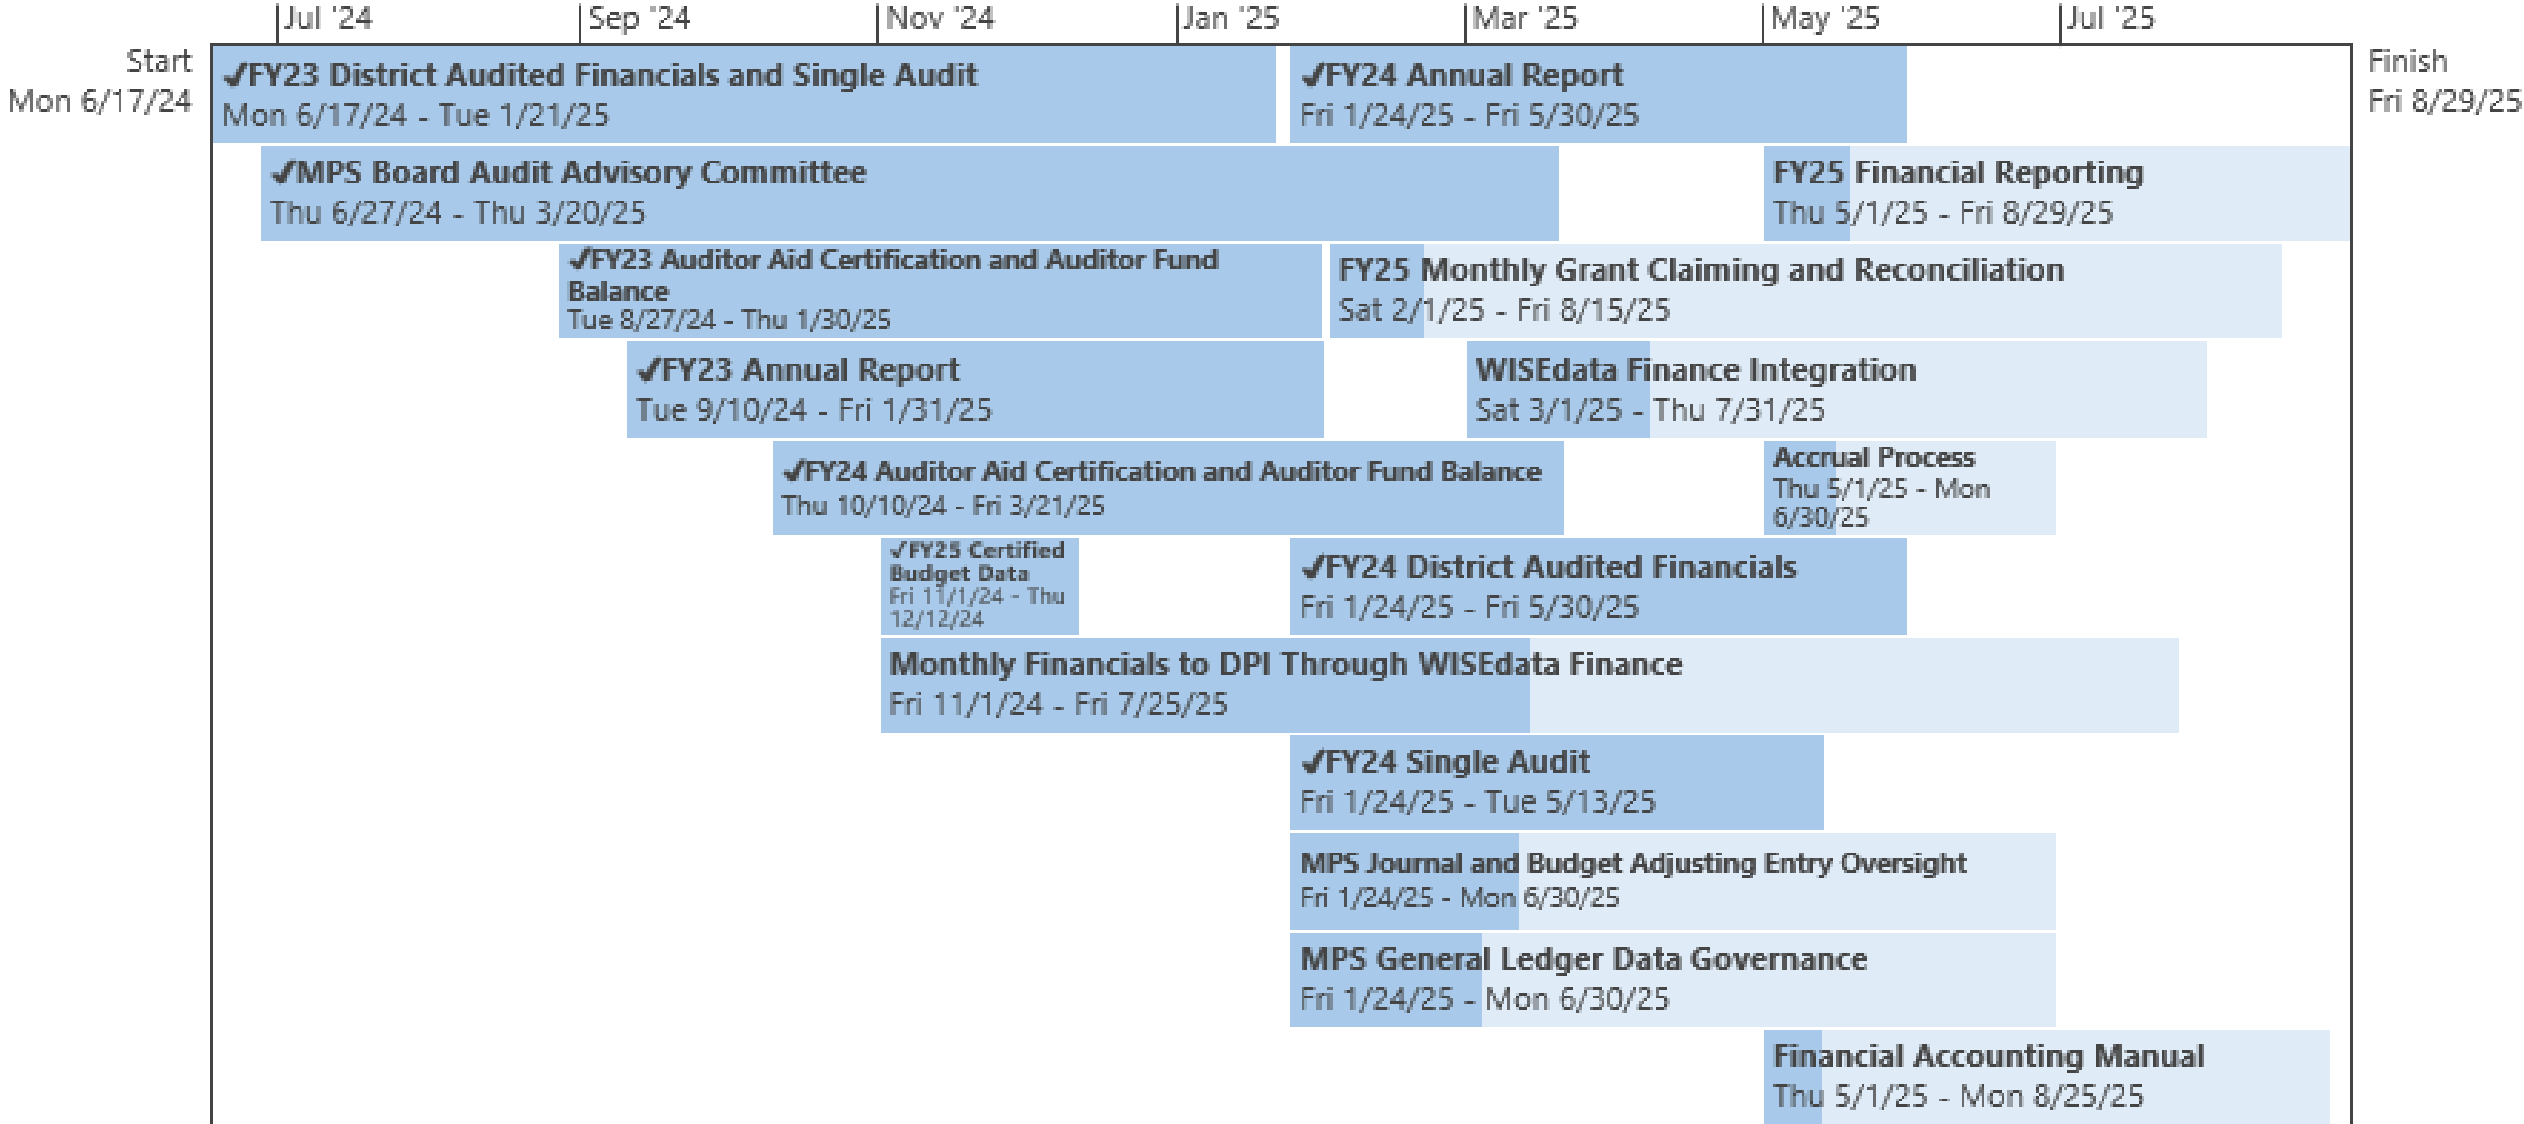 Jul '24 Sep '24 Nov '24 Jan '25 Mar '25 May '25 Jul '25
Start
Mon 6/17/24
Finish
Fri 8/29/25
✓FY23 District Audited Financials and Single Audit
Mon 6/17/24 - Tue 1/21/25
✓FY24 Annual Report
Fri 1/24/25 - Fri 5/30/25
✓MPS Board Audit Advisory Committee
Thu 6/27/24 - Thu 3/20/25
FY25 Financial Reporting
Thu 5/1/25 - Fri 8/29/25
✓FY23 Auditor Aid Certification and Auditor Fund
Balance
Tue 8/27/24 - Thu 1/30/25
FY25 Monthly Grant Claiming and Reconciliation
Sat 2/1/25 - Fri 8/15/25
✓FY23 Annual Report
Tue 9/10/24 - Fri 1/31/25
WISEdata Finance Integration
Sat 3/1/25 - Thu 7/31/25
✓FY24 Auditor Aid Certification and Auditor Fund Balance
Thu 10/10/24 - Fri 3/21/25
Accrual Process
Thu 5/1/25 - Mon
6/30/25
✓FY25 Certified
Budget Data
Fri 11/1/24 - Thu
12/12/24
✓FY24 District Audited Financials
Fri 1/24/25 - Fri 5/30/25
Monthly Financials to DPI Through WISEdata Finance
Fri 11/1/24 - Fri 7/25/25
✓FY24 Single Audit
Fri 1/24/25 - Tue 5/13/25
MPS Journal and Budget Adjusting Entry Oversight
Fri 1/24/25 - Mon 6/30/25
MPS General Ledger Data Governance
Fri 1/24/25 - Mon 6/30/25
Financial Accounting Manual
Thu 5/1/25 - Mon 8/25/25